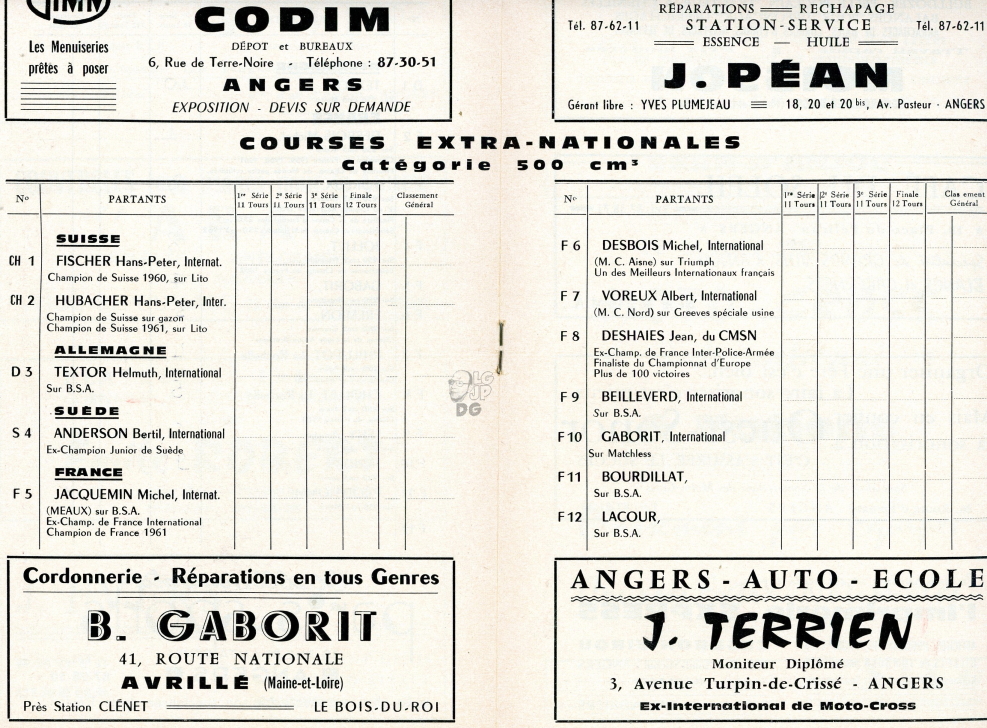 GIMM
Les Menuiseries
prêtes à poser
CODIM
DÉPOT et BUREAUX
6, Rue de Terre-Noire - Téléphone : 87-30-51
ANGERS
EXPOSITION - DEVIS SUR DEMANDE
RÉPARATIONS RECHAPAGE
Tél. 87-62-11 STATION-SERVICE Tél. 87-62-11
ESSENCE — HUILE
J. PÉAN
Gérant libre : YVES PLUMEJEAU 18, 20 et 20 bis, Av. Pasteur - ANGERS
COURSES EXTRA-NATIONALES
Catégorie 500 cm³
No PARTANTS 1re Série 11 Tours 2e Série 11 Tours 3e Série 11 Tours Finale 12 Tours Classement Général
SUISSE
CH 1 FISCHER Hans-Peter, Internat.
Champion de Suisse 1960, sur Lito
CH 2 HUBACHER Hans-Peter, Inter.
Champion de Suisse sur gazon
Champion de Suisse 1961, sur Lito
ALLEMAGNE
D 3 TEXTOR Helmuth, International
Sur B.S.A.
SUÈDE
S 4 ANDERSON Bertil, International
Ex-Champion Junior de Suède
FRANCE
F 5 JACQUEMIN Michel, Internat.
(MEAUX) sur B.S.A.
Ex-Champ. de France International
Champion de France 1961
No PARTANTS 1re Série 11 Tours 2e Série 11 Tours 3e Série 11 Tours Finale 12 Tours Clas ement Général
F 6 DESBOIS Michel, International
(M. C. Aisne) sur Triumph
Un des Meilleurs Internationaux français
F 7 VOREUX Albert, International
(M. C. Nord) sur Greeves spéciale usine
F 8 DESHAIES Jean, du CMSN
Ex-Champ. de France Inter-Police-Armée
Finaliste du Championnat d'Europe
Plus de 100 victoires
F 9 BEILLEVERD, International
Sur B.S.A.
F 10 GABORIT, International
Sur Matchless
F 11 BOURDILLAT,
Sur B.S.A.
F 12 LACOUR,
Sur B.S.A.
LG
JP
DG
Cordonnerie - Réparations en tous Genres
B. GABORIT
41, ROUTE NATIONALE
AVRILLÉ (Maine-et-Loire)
Près Station CLÉNET LE BOIS-DU-ROI
ANGERS - AUTO - ECOLE
J. TERRIEN
Moniteur Diplômé
3, Avenue Turpin-de-Crissé - ANGERS
Ex-International de Moto-Cross